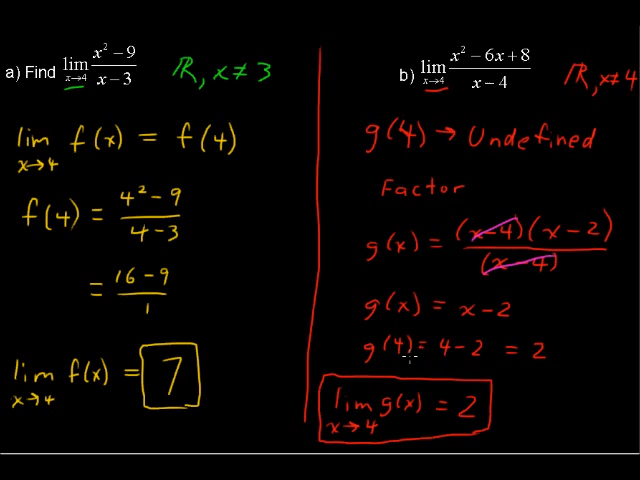 a) Find lim x→4 x² − 9 / x − 3 ℝ, x ≠ 3
lim x→4 f(x) = f(4)
f(4) = 4² − 9 / 4 − 3
= 16 − 9 / 1
lim x→4 f(x) = 7
b) lim x→4 x² − 6x + 8 / x − 4 ℝ, x ≠ 4
g(4) → Undefined
Factor
g(x) = (x − 4)(x − 2) / (x − 4)
g(x) = x − 2
g(4) = 4 − 2 = 2
lim x→4 g(x) = 2